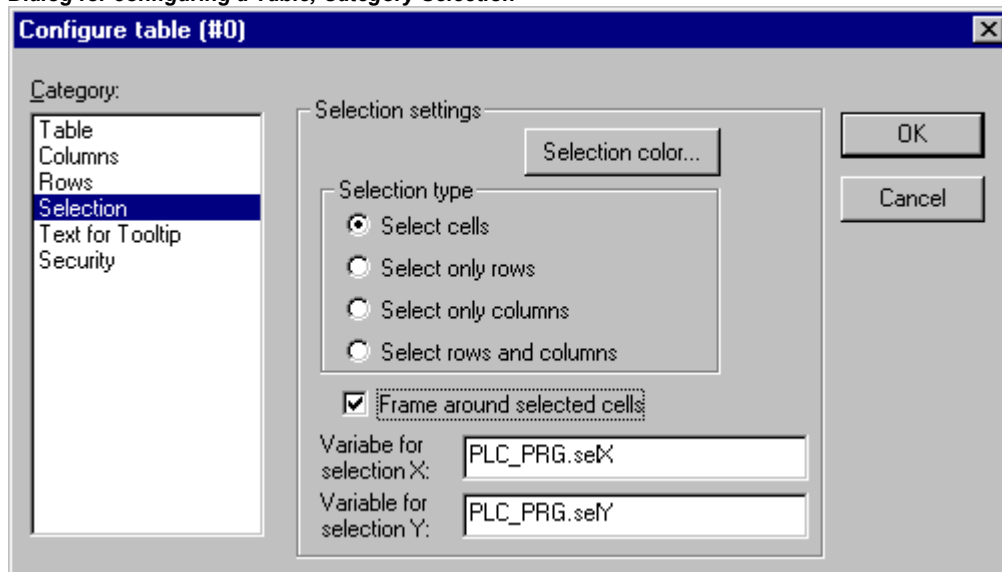 Dialog for Configuring a Table, Category Selection
Configure table (#0)
Category:
Table
Columns
Rows
Selection
Text for Tooltip
Security
Selection settings
Selection color...
Selection type
Select cells
Select only rows
Select only columns
Select rows and columns
Frame around selected cells
Variabe for
selection X:
PLC_PRG.selX
Variable for
selection Y:
PLC_PRG.selY
OK
Cancel